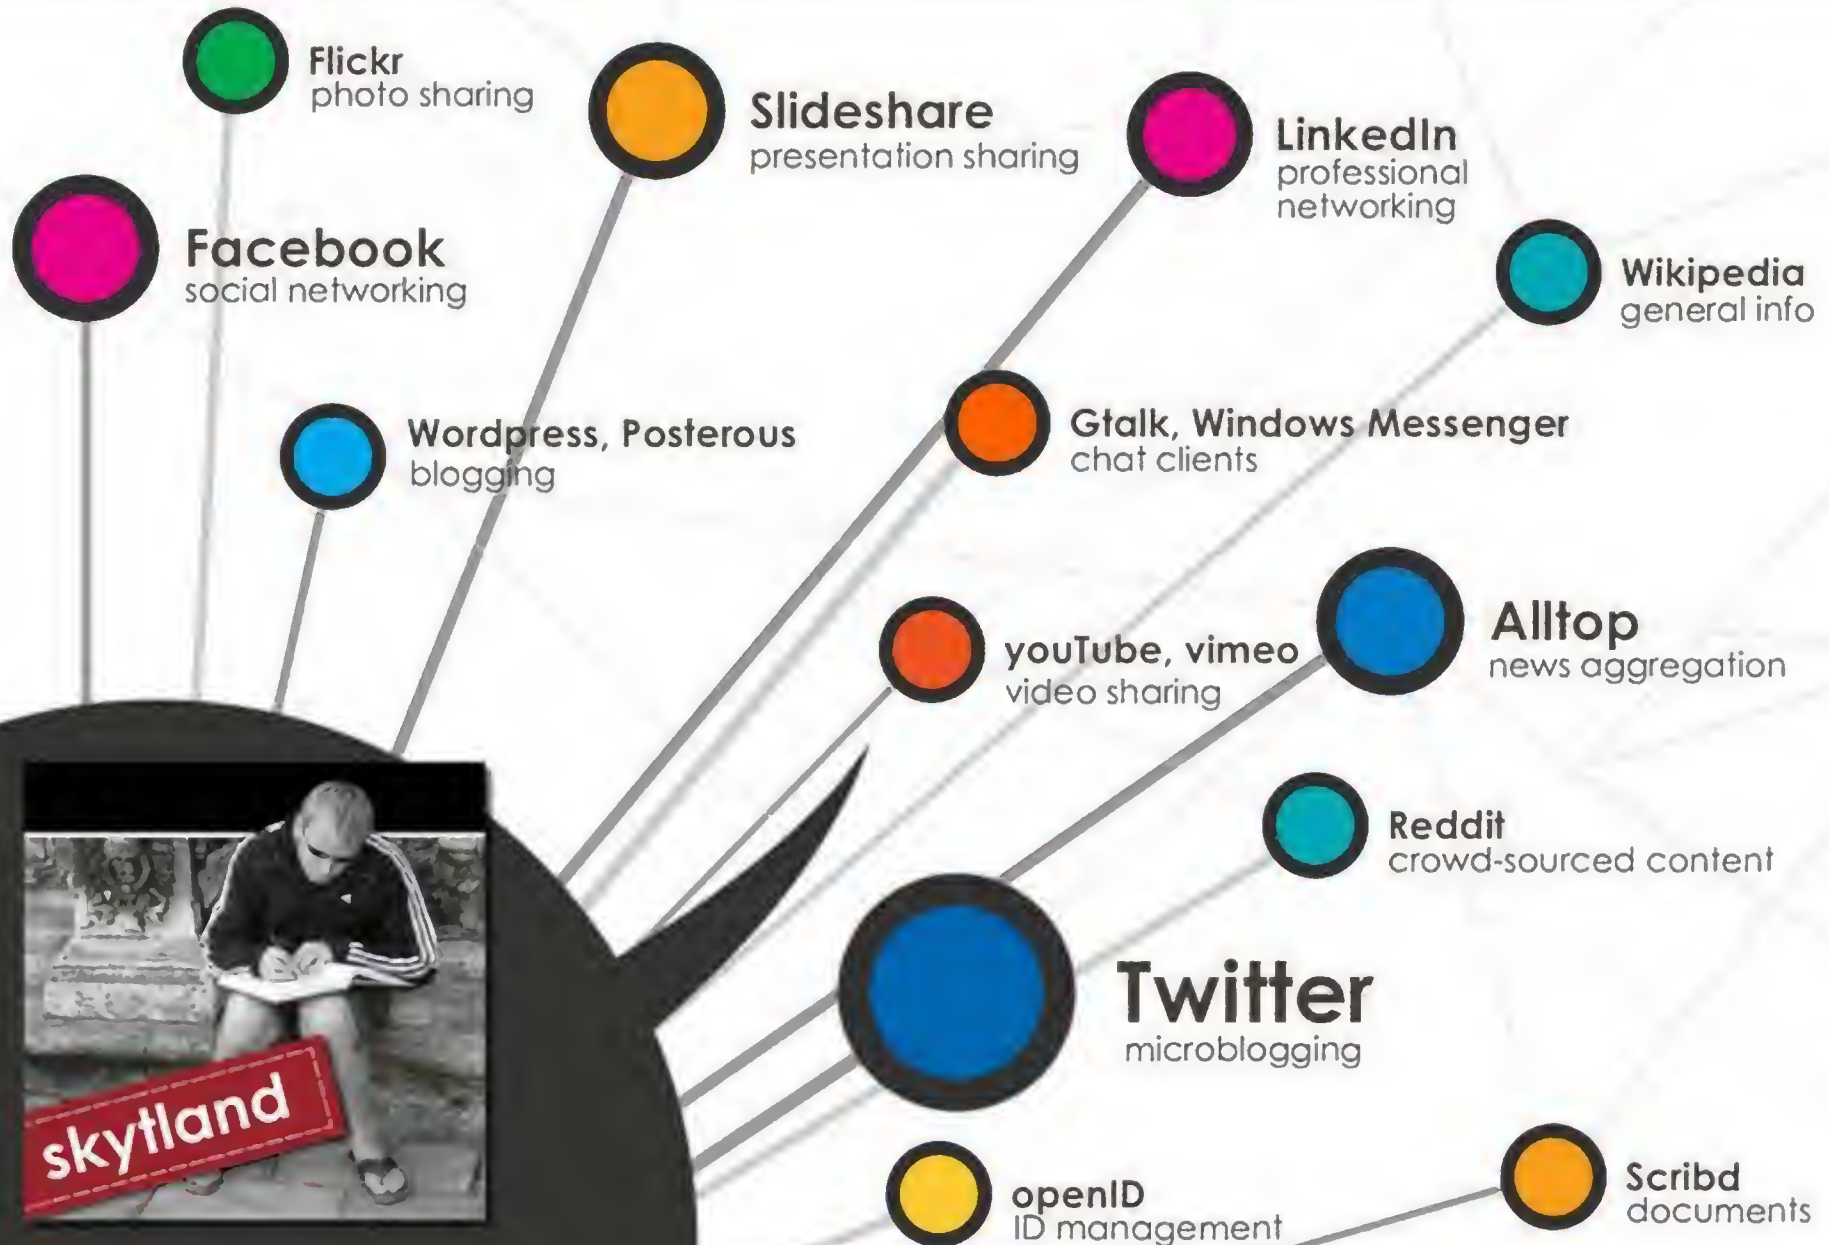 Flickr
photo sharing
Slideshare
presentation sharing
LinkedIn
professional
networking
Facebook
social networking
Wikipedia
general info
Wordpress, Posterous
blogging
Gtalk, Windows Messenger
chat clients
youTube, vimeo
video sharing
Alltop
news aggregation
Reddit
crowd-sourced content
Twitter
microblogging
skytland
openID
ID management
Scribd
documents